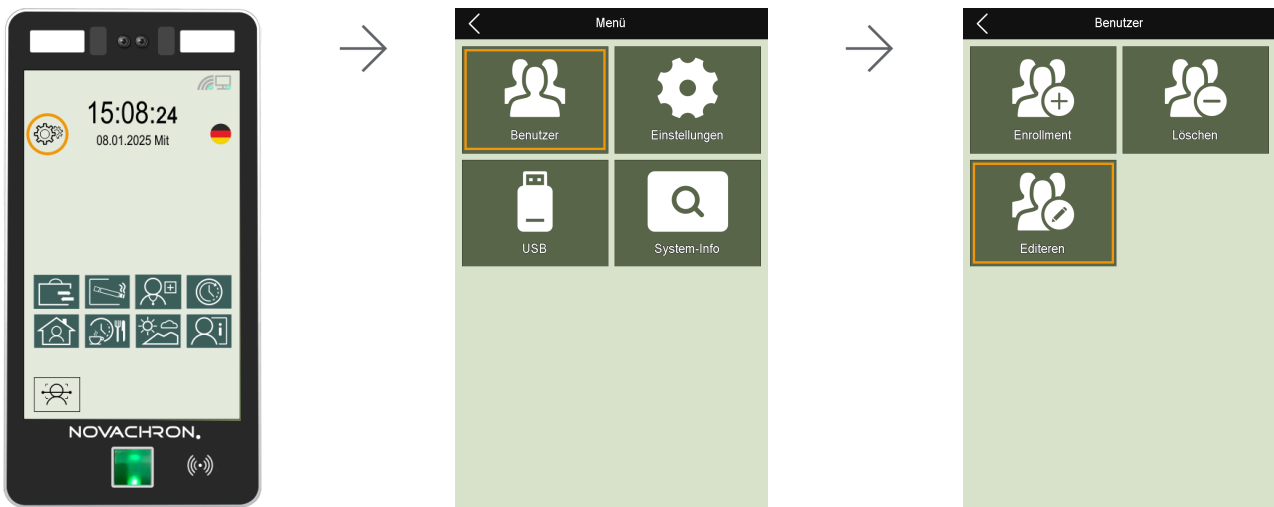 15:08:24
08.01.2025 Mit
NOVACHRON.
Menü
Benutzer
Einstellungen
USB
System-Info
Benutzer
Enrollment
Löschen
Editeren